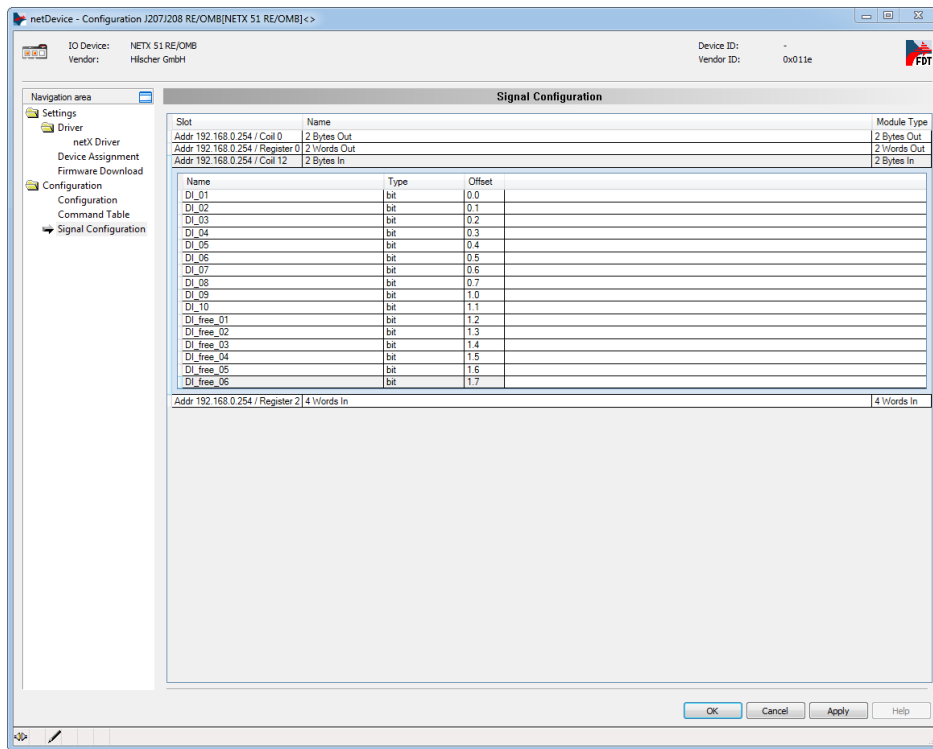 netDevice - Configuration J207J208 RE/OMB[NETX 51 RE/OMB]<>
IO Device: NETX 51 RE/OMB Device ID: -
Vendor: Hilscher GmbH Vendor ID: 0x011e
FDT
Navigation area
Settings
Driver
netX Driver
Device Assignment
Firmware Download
Configuration
Configuration
Command Table
Signal Configuration
Signal Configuration
Slot Name Module Type
Addr 192.168.0.254 / Coil 0 2 Bytes Out 2 Bytes Out
Addr 192.168.0.254 / Register 0 2 Words Out 2 Words Out
Addr 192.168.0.254 / Coil 12 2 Bytes In 2 Bytes In
Name Type Offset
DI_01 bit 0.0
DI_02 bit 0.1
DI_03 bit 0.2
DI_04 bit 0.3
DI_05 bit 0.4
DI_06 bit 0.5
DI_07 bit 0.6
DI_08 bit 0.7
DI_09 bit 1.0
DI_10 bit 1.1
DI_free_01 bit 1.2
DI_free_02 bit 1.3
DI_free_03 bit 1.4
DI_free_04 bit 1.5
DI_free_05 bit 1.6
DI_free_06 bit 1.7
Addr 192.168.0.254 / Register 2 4 Words In 4 Words In
OK Cancel Apply Help